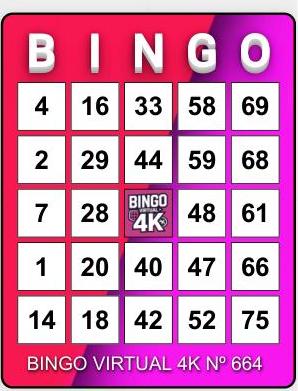 B I N G O
4 16 33 58 69
2 29 44 59 68
7 28 BINGO VIRTUAL 4K 48 61
1 20 40 47 66
14 18 42 52 75
BINGO VIRTUAL 4K Nº 664